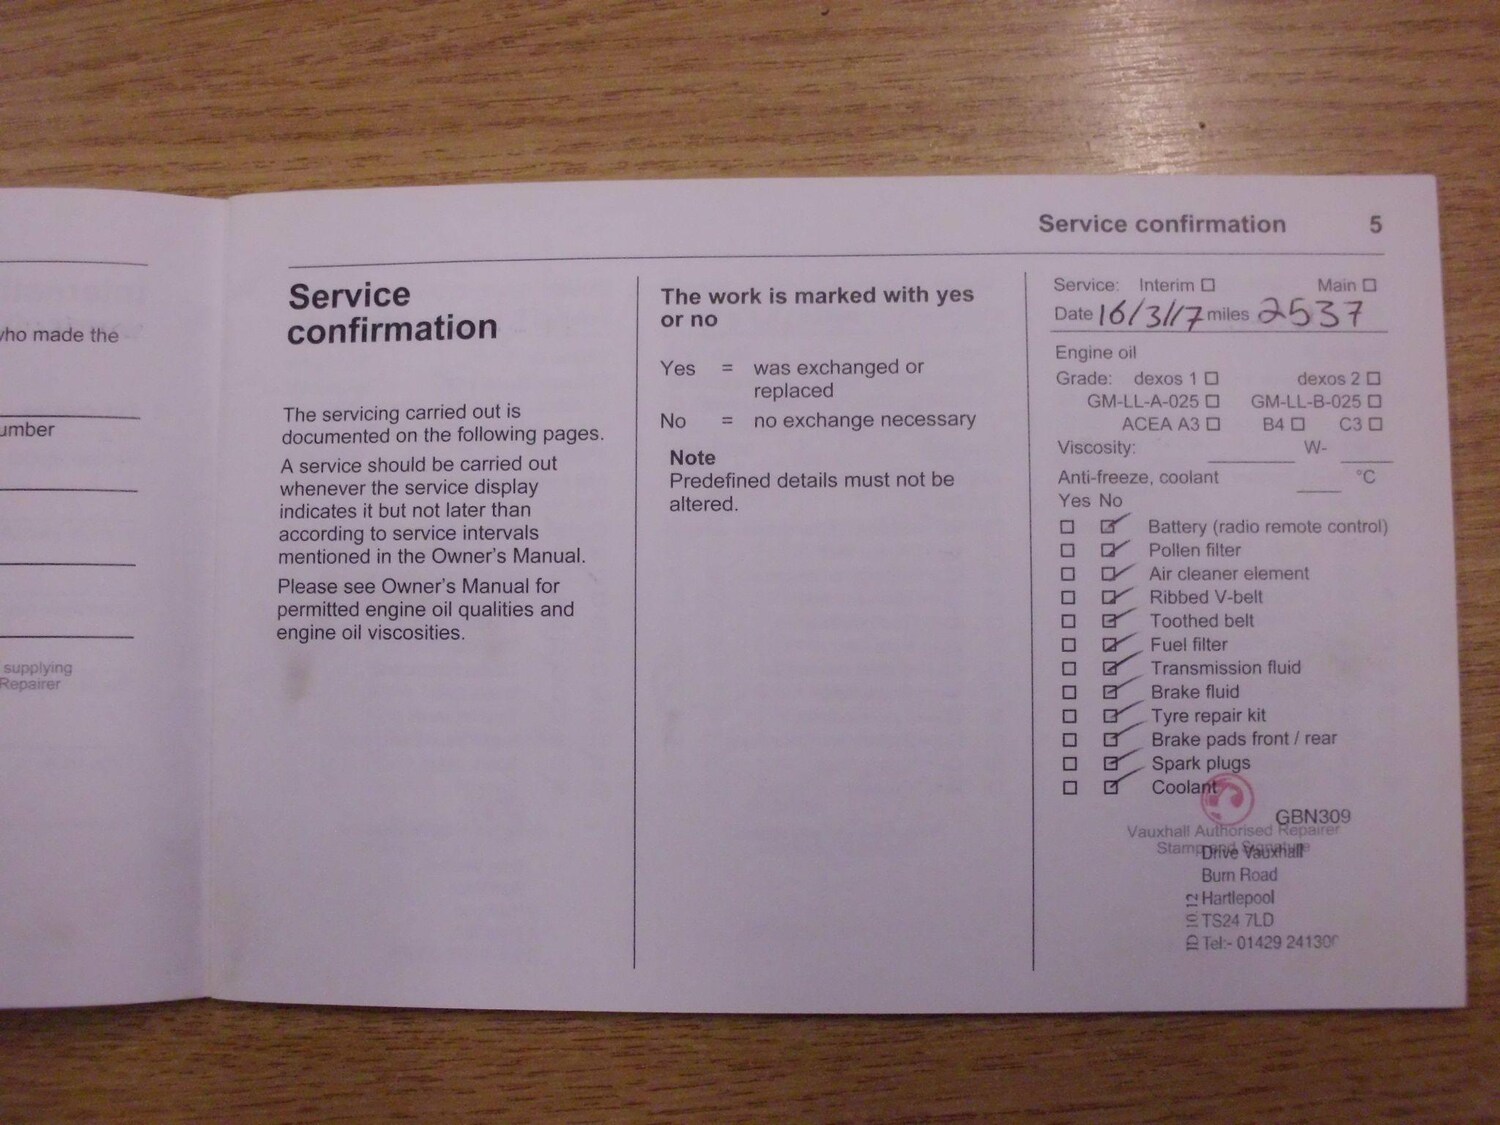 who made the
umber
supplying
Repairer
Service confirmation 5
Service
confirmation
The servicing carried out is
documented on the following pages.
A service should be carried out
whenever the service display
indicates it but not later than
according to service intervals
mentioned in the Owner's Manual.
Please see Owner's Manual for
permitted engine oil qualities and
engine oil viscosities.
The work is marked with yes
or no
Yes = was exchanged or
replaced
No = no exchange necessary
Note
Predefined details must not be
altered.
Service: Interim Main
Date 16/3/17 miles 2537
Engine oil
Grade: dexos 1 dexos 2
GM-LL-A-025 GM-LL-B-025
ACEA A3 B4 C3
Viscosity: W-
Anti-freeze, coolant °C
Yes No
Battery (radio remote control)
Pollen filter
Air cleaner element
Ribbed V-belt
Toothed belt
Fuel filter
Transmission fluid
Brake fluid
Tyre repair kit
Brake pads front / rear
Spark plugs
Coolant
GBN309
Vauxhall Authorised Repairer
Stamp and Signature
Drive Vauxhall
Burn Road
Hartlepool
TS24 7LD
Tel:- 01429 241300